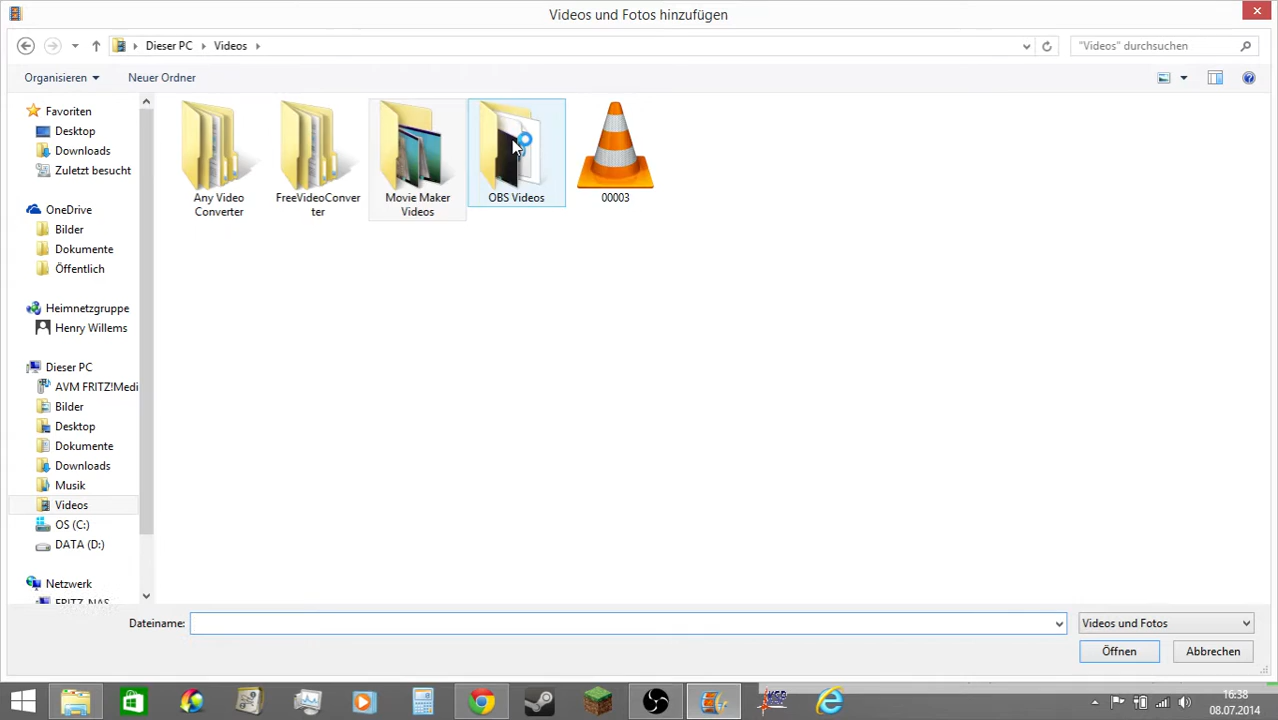 Videos und Fotos hinzufügen
Dieser PC
Videos
"Videos" durchsuchen
Organisieren
Neuer Ordner
Favoriten
Desktop
Downloads
Zuletzt besucht
OneDrive
Bilder
Dokumente
Öffentlich
Heimnetzgruppe
Henry Willems
Dieser PC
AVM FRITZ!Medi
Bilder
Desktop
Dokumente
Downloads
Musik
Videos
OS (C:)
DATA (D:)
Netzwerk
FRITZ-NAS
Any Video
Converter
FreeVideoConver
ter
Movie Maker
Videos
OBS Videos
00003
Dateiname:
Videos und Fotos
Öffnen
Abbrechen
16:38
08.07.2014